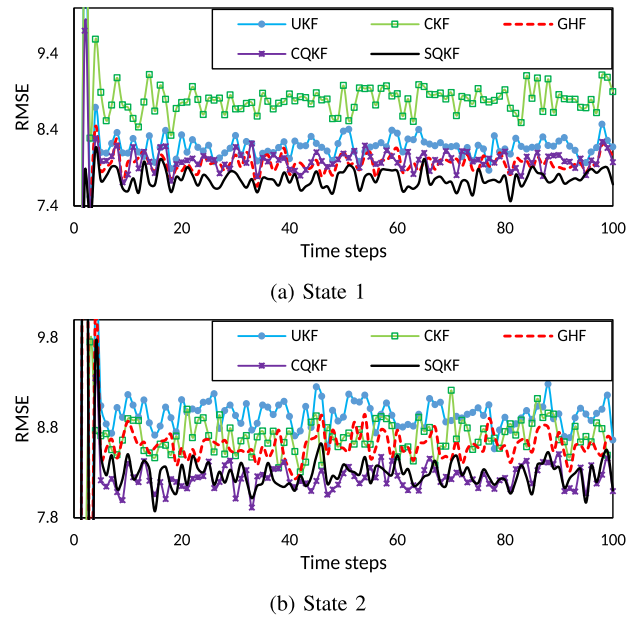 9.4
8.4
7.4
RMSE
UKF CKF GHF
CQKF SQKF
0 20 40 60 80 100
Time steps
(a) State 1
9.8
8.8
7.8
RMSE
UKF CKF GHF
CQKF SQKF
0 20 40 60 80 100
Time steps
(b) State 2